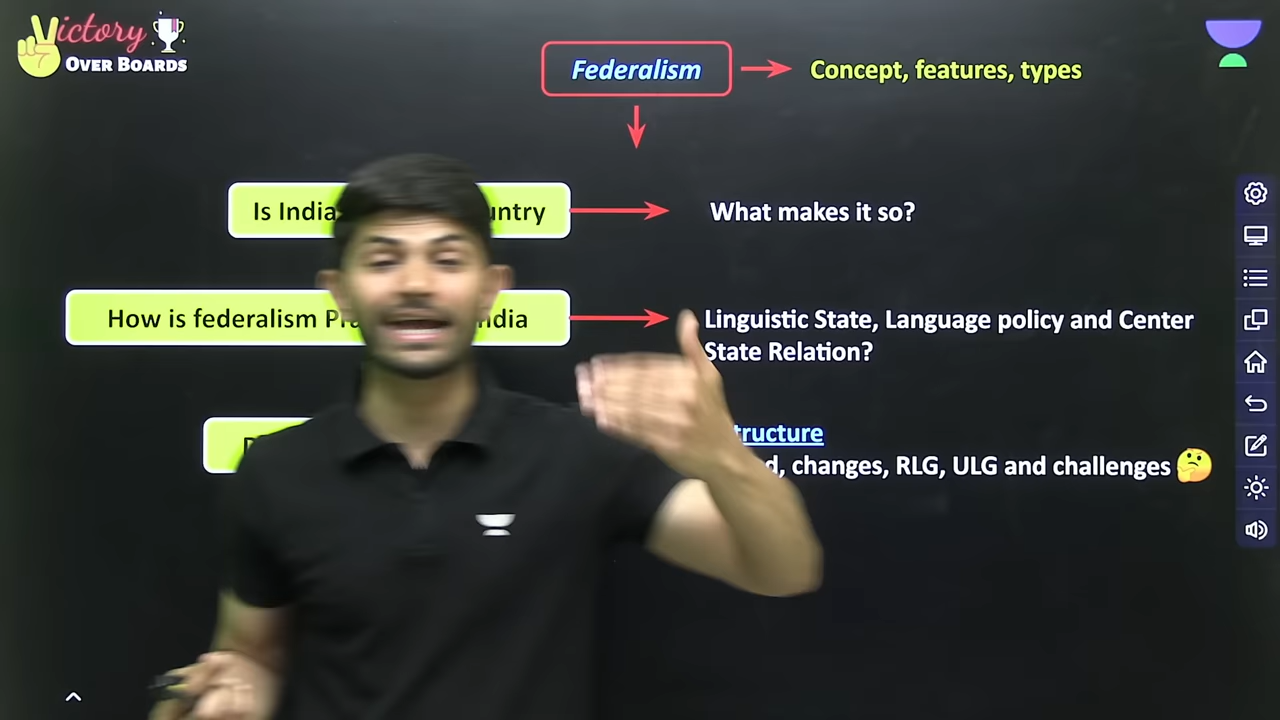 Victory
OVER BOARDS
Federalism
Concept, features, types
Is India
untry
What makes it so?
How is federalism Pra
ndia
Linguistic State, Language policy and Center
State Relation?
tructure
d, changes, RLG, ULG and challenges